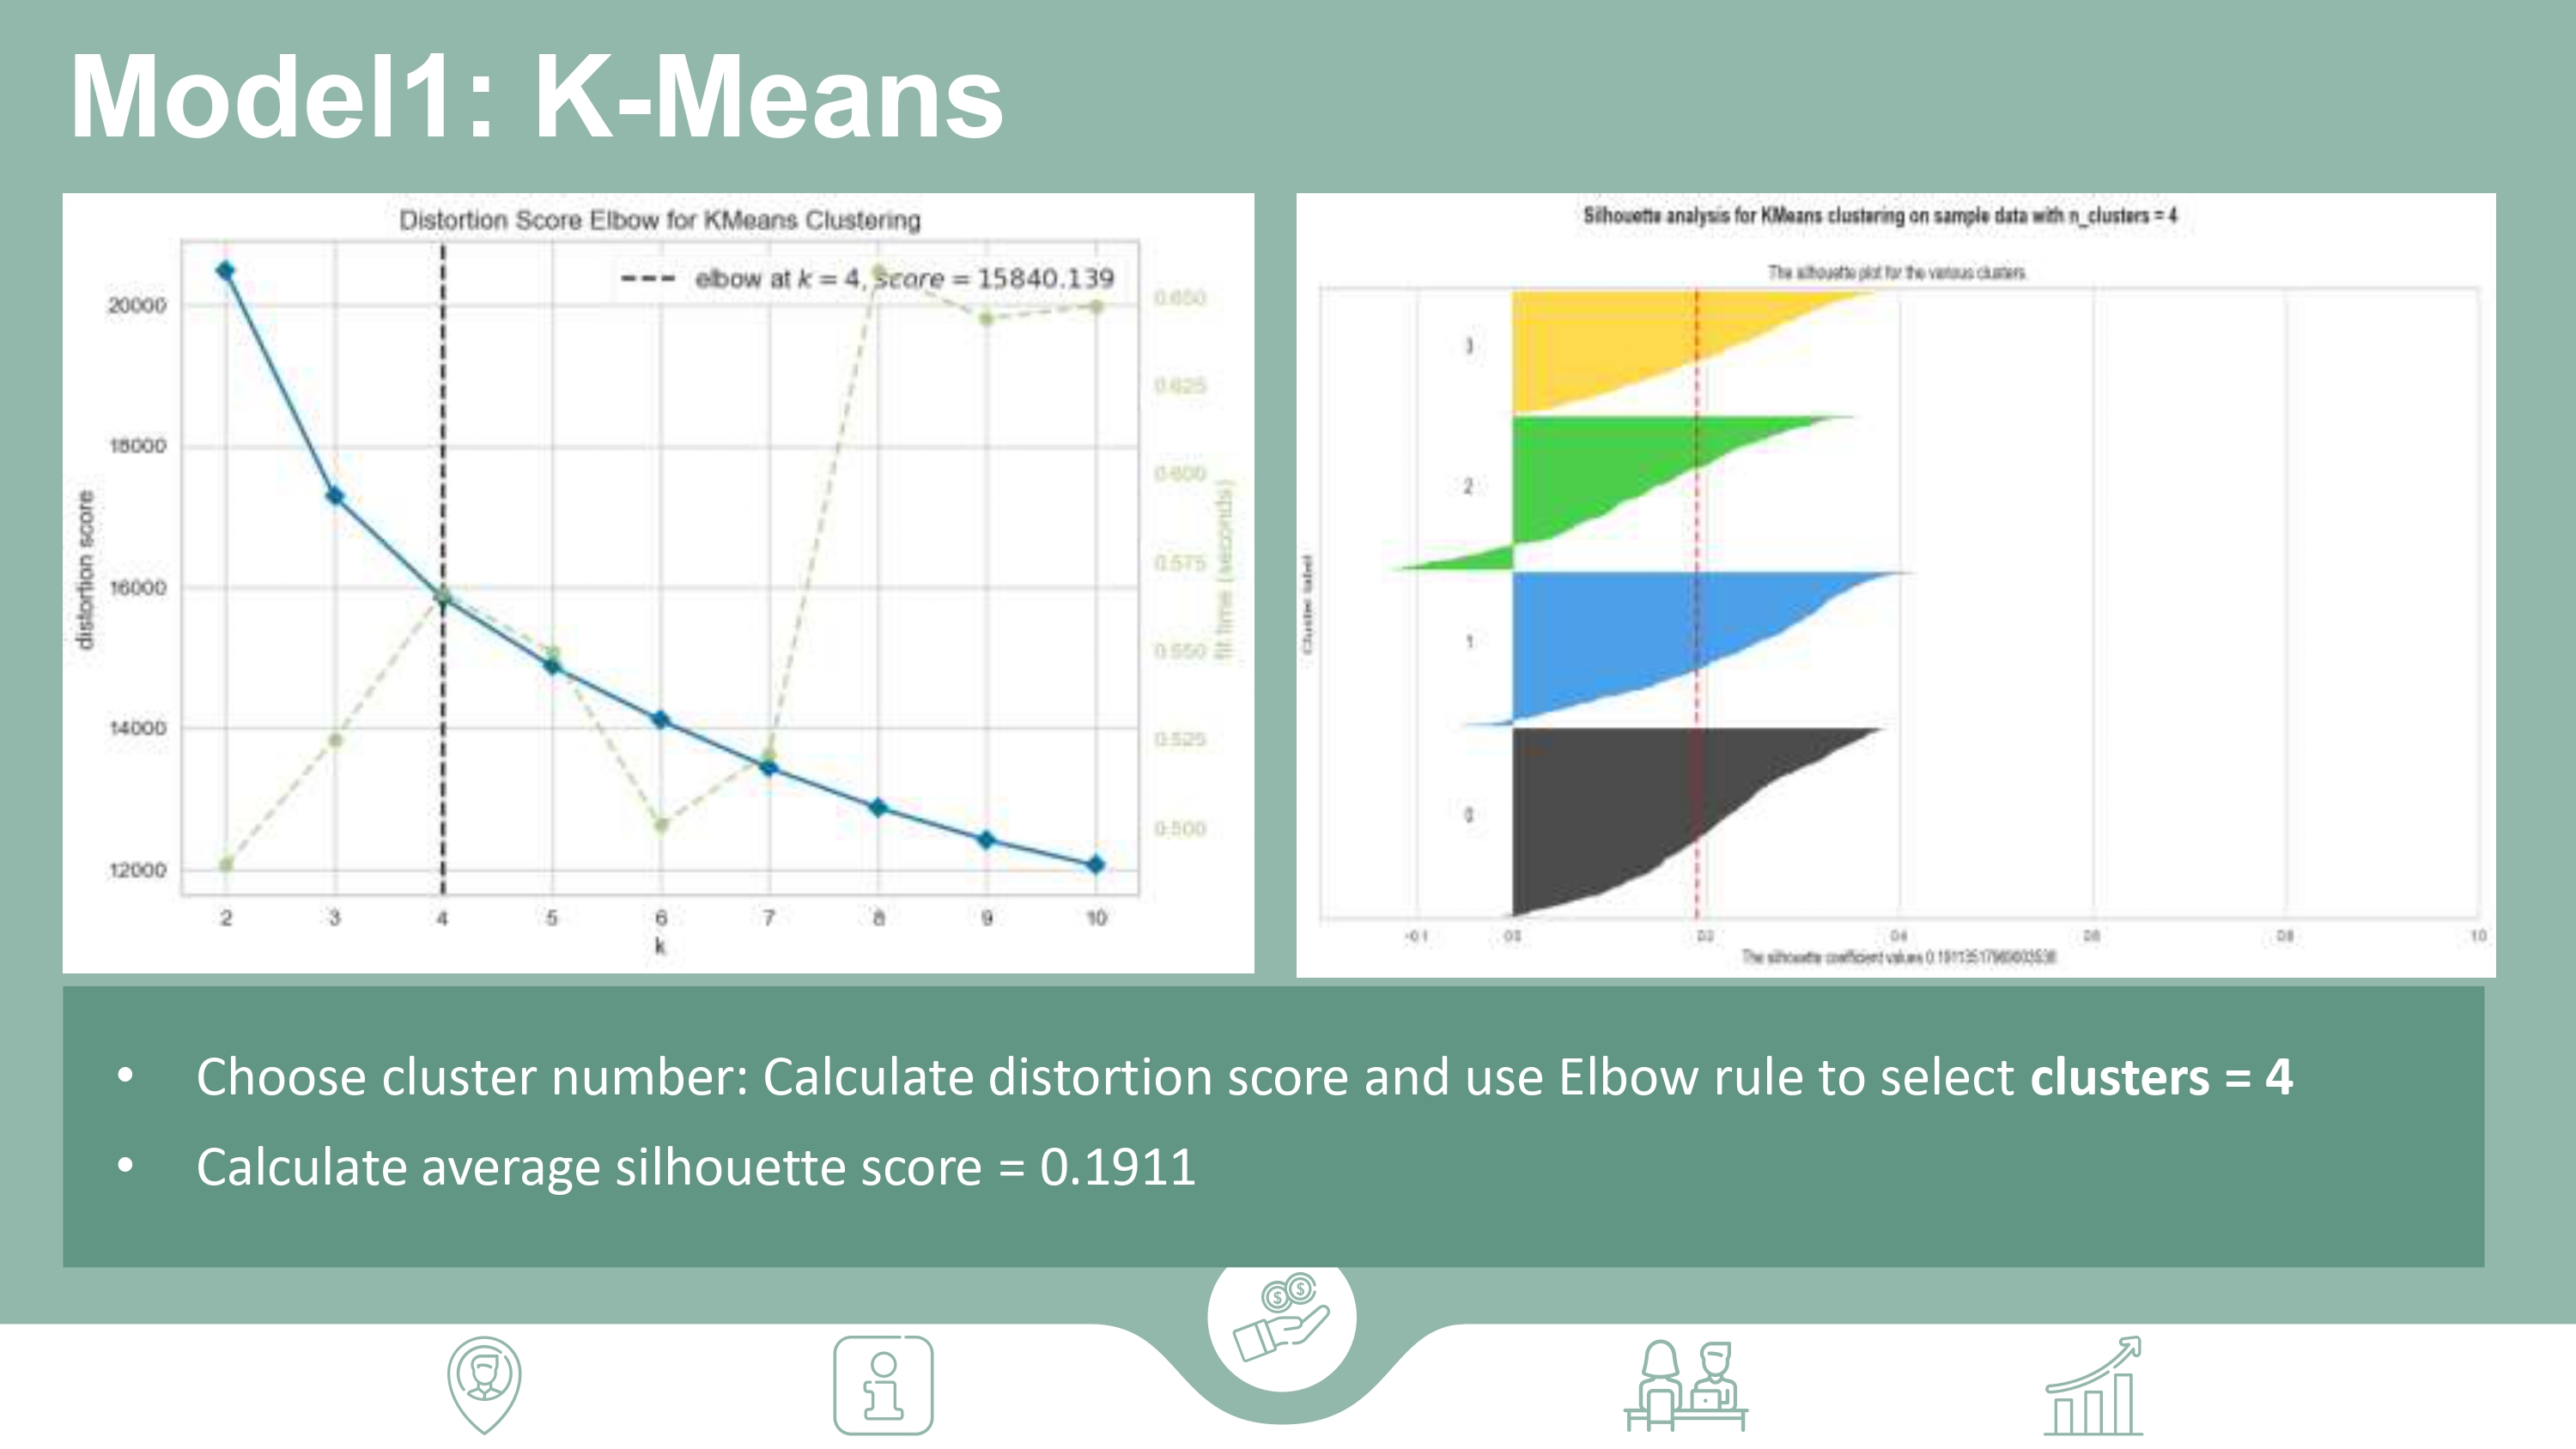 Model1: K-Means
Distortion Score Elbow for KMeans Clustering
elbow at k = 4, score = 15840.139
20000
18000
16000
14000
12000
distortion score
0.650
0.625
0.600
0.575
0.550
0.525
0.500
fit time (seconds)
2 3 4 5 6 7 8 9 10
k
Silhouette analysis for KMeans clustering on sample data with n_clusters = 4
The silhouette plot for the various clusters.
3
2
1
0
Cluster label
-0.1 0.0 0.2 0.4 0.6 0.8 1.0
The silhouette coefficient values
• Choose cluster number: Calculate distortion score and use Elbow rule to select clusters = 4
• Calculate average silhouette score = 0.1911
$ $